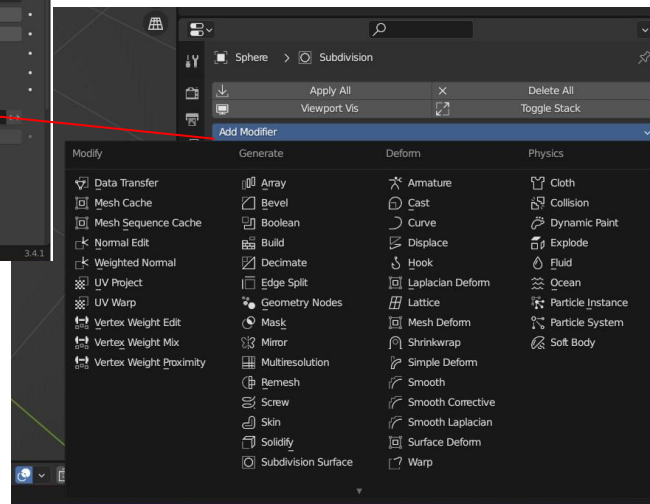 Sphere > Subdivision
Apply All Delete All
Viewport Vis Toggle Stack
Add Modifier
Modify Generate Deform Physics
Data Transfer Array Armature Cloth
Mesh Cache Bevel Cast Collision
Mesh Sequence Cache Boolean Curve Dynamic Paint
Normal Edit Build Displace Explode
Weighted Normal Decimate Hook Fluid
UV Project Edge Split Laplacian Deform Ocean
UV Warp Geometry Nodes Lattice Particle Instance
Vertex Weight Edit Mask Mesh Deform Particle System
Vertex Weight Mix Mirror Shrinkwrap Soft Body
Vertex Weight Proximity Multiresolution Simple Deform
Remesh Smooth
Screw Smooth Corrective
Skin Smooth Laplacian
Solidify Surface Deform
Subdivision Surface Warp
3.4.1